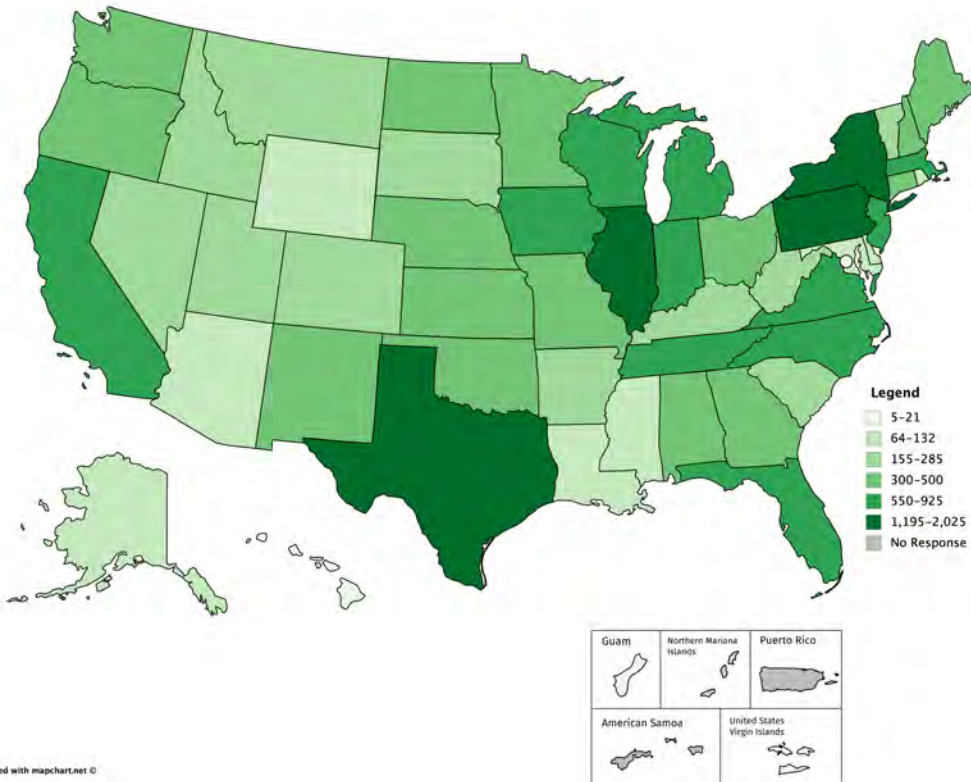 Legend
5-21
64-132
155-285
300-500
550-925
1,195-2,025
No Response
Guam
Northern Mariana
Islands
Puerto Rico
American Samoa
United States
Virgin Islands
ed with mapchart.net ©